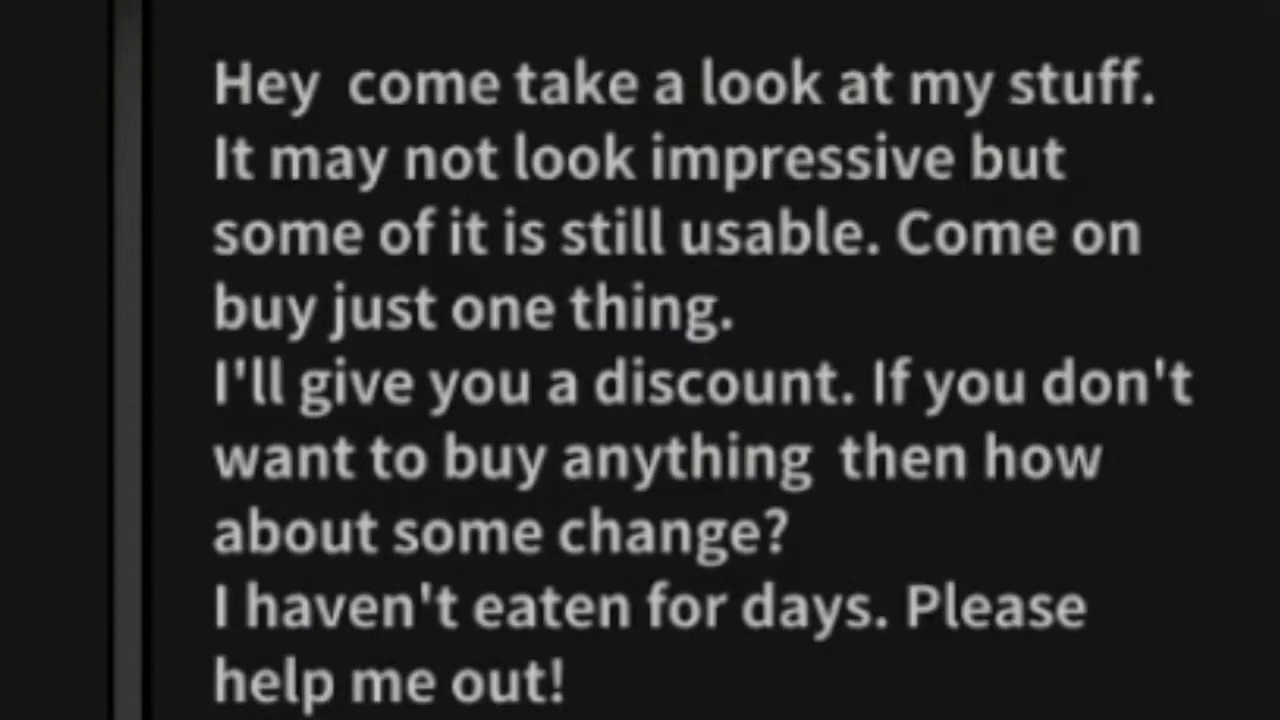 Hey  come take a look at my stuff.
It may not look impressive but
some of it is still usable. Come on
buy just one thing.
I'll give you a discount. If you don't
want to buy anything  then how
about some change?
I haven't eaten for days. Please
help me out!